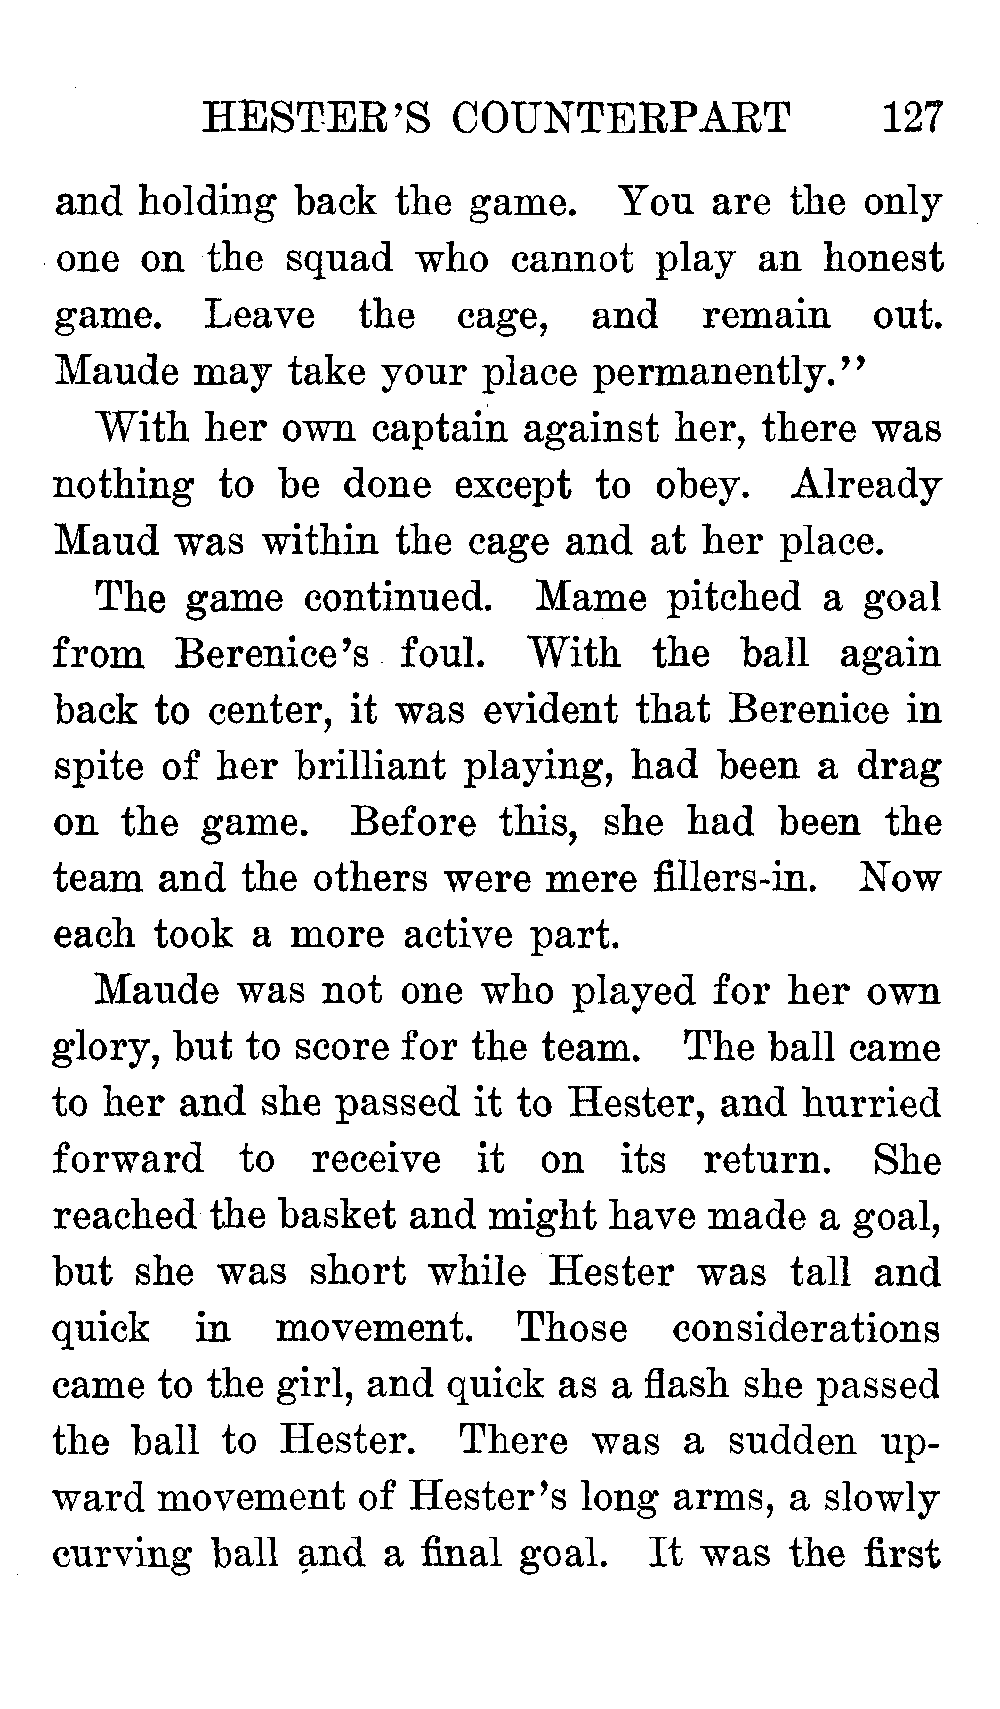 HESTER'S COUNTERPART 127
and holding back the game. You are the only
one on the squad who cannot play an honest
game. Leave the cage, and remain out.
Maude may take your place permanently."
With her own captain against her, there was
nothing to be done except to obey. Already
Maud was within the cage and at her place.
The game continued. Mame pitched a goal
from Berenice's foul. With the ball again
back to center, it was evident that Berenice in
spite of her brilliant playing, had been a drag
on the game. Before this, she had been the
team and the others were mere fillers-in. Now
each took a more active part.
Maude was not one who played for her own
glory, but to score for the team. The ball came
to her and she passed it to Hester, and hurried
forward to receive it on its return. She
reached the basket and might have made a goal,
but she was short while Hester was tall and
quick in movement. Those considerations
came to the girl, and quick as a flash she passed
the ball to Hester. There was a sudden up-
ward movement of Hester's long arms, a slowly
curving ball and a final goal. It was the first